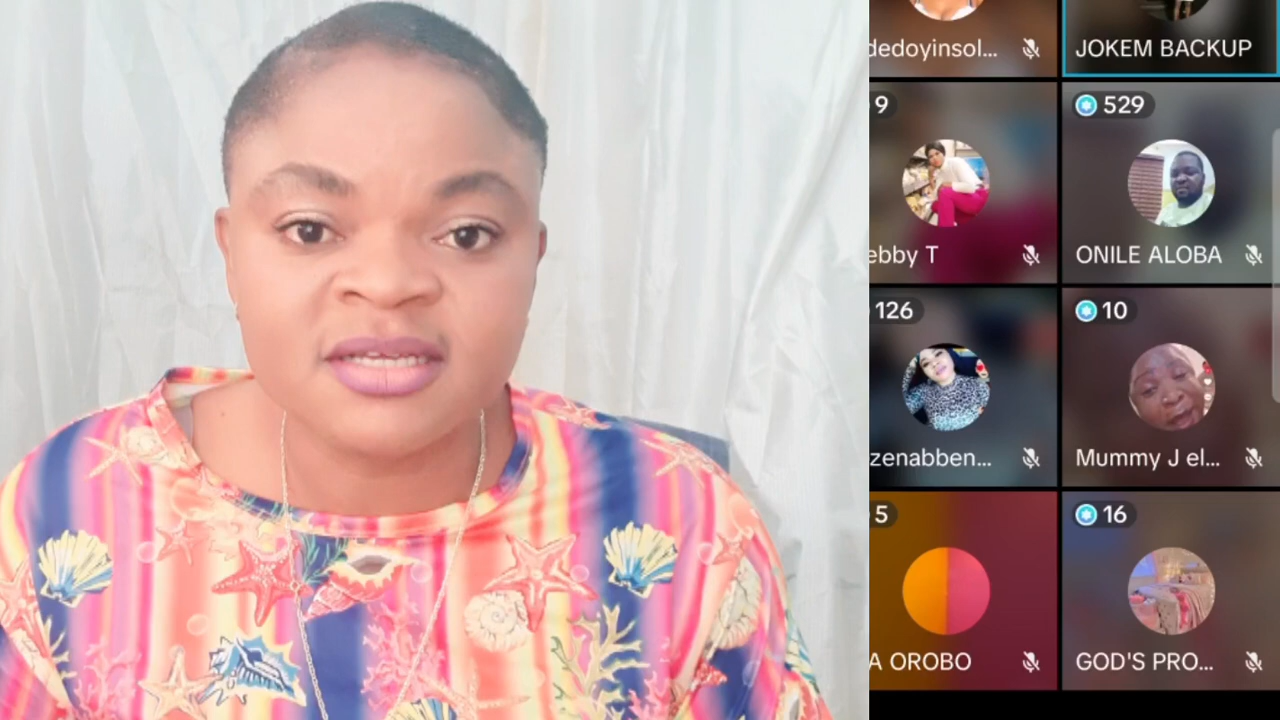 dedoyinsol...
JOKEM BACKUP
9
529
ebby T
ONILE ALOBA
126
10
zenabben...
Mummy J el...
5
16
A OROBO
GOD'S PRO...